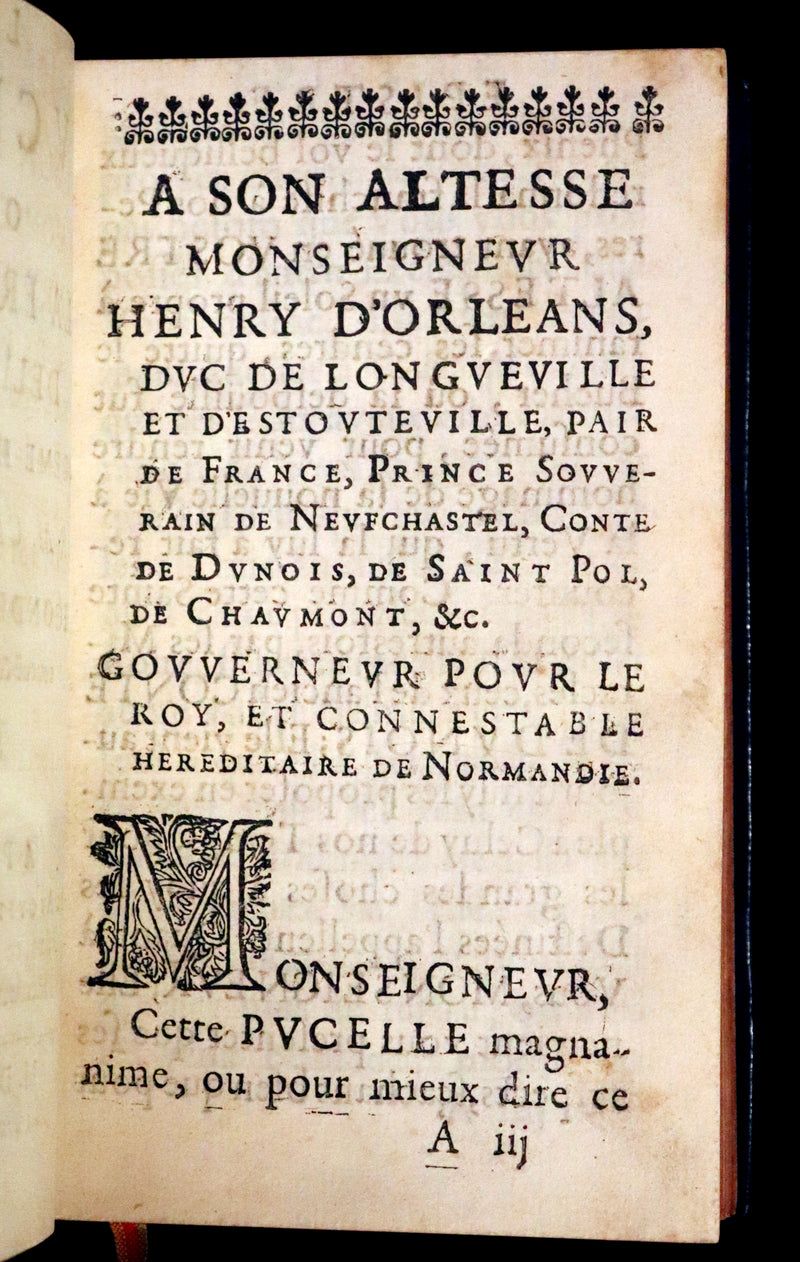 A SON ALTESSE
MONSEIGNEVR
HENRY D'ORLEANS,
DVC DE LONGVEVILLE
ET D'ESTOVTEVILLE, PAIR
DE FRANCE, PRINCE SOVVE-
RAIN DE NEVFCHASTEL, CONTE
DE DVNOIS, DE SAINT POL,
DE CHAVMONT, &c.
GOVVERNEVR POVR LE
ROY, ET CONNESTABLE
HEREDITAIRE DE NORMANDIE.
MONSEIGNEVR,
Cette PVCELLE magna-
nime, ou pour mieux dire ce
A iij